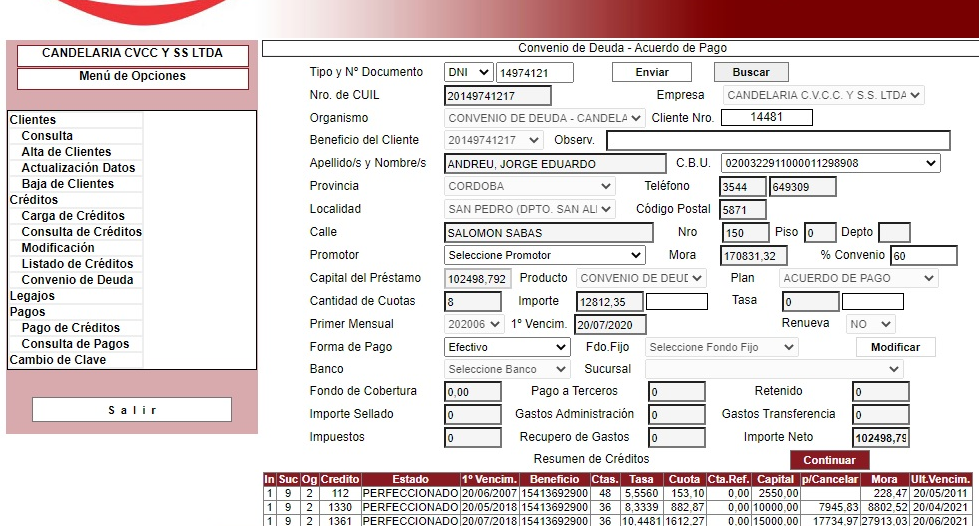 Convenio de Deuda - Acuerdo de Pago
CANDELARIA CVCC Y SS LTDA
Menú de Opciones
Clientes
Consulta
Alta de Clientes
Actualización Datos
Baja de Clientes
Créditos
Carga de Créditos
Consulta de Créditos
Modificación
Listado de Créditos
Convenio de Deuda
Legajos
Pagos
Pago de Créditos
Consulta de Pagos
Cambio de Clave
Salir
Tipo y Nº Documento DNI 14974121 Enviar Buscar
Nro. de CUIL 20149741217 Empresa CANDELARIA C.V.C.C. Y S.S. LTDA
Organismo CONVENIO DE DEUDA - CANDELA Cliente Nro. 14481
Beneficio del Cliente 20149741217 Observ.
Apellido/s y Nombre/s ANDREU, JORGE EDUARDO C.B.U. 0200322911000011298908
Provincia CORDOBA Teléfono 3544 649309
Localidad SAN PEDRO (DPTO. SAN AL Código Postal 5871
Calle SALOMON SABAS Nro 150 Piso 0 Depto
Promotor Seleccione Promotor Mora 170831,32 % Convenio 60
Capital del Préstamo 102498,792 Producto CONVENIO DE DEUD Plan ACUERDO DE PAGO
Cantidad de Cuotas 8 Importe 12812,35 Tasa 0
Primer Mensual 202006 1º Vencim. 20/07/2020 Renueva NO
Forma de Pago Efectivo Fdo.Fijo Seleccione Fondo Fijo Modificar
Banco Seleccione Banco Sucursal
Fondo de Cobertura 0,00 Pago a Terceros 0 Retenido 0
Importe Sellado 0 Gastos Administración 0 Gastos Transferencia 0
Impuestos 0 Recupero de Gastos 0 Importe Neto 102498,79
Resumen de Créditos Continuar
In Suc Og Credito Estado 1º Vencim. Beneficio Ctas. Tasa Cuota Cta.Ref. Capital p/Cancelar Mora Ult.Vencim.
1 9 2 112 PERFECCIONADO 20/06/2007 15413692900 48 5,5560 153,10 0,00 2550,00 228,47 20/05/2011
1 9 2 1330 PERFECCIONADO 20/05/2018 15413692900 36 8,3339 882,87 0,00 10000,00 7945,83 8802,52 20/04/2021
1 9 2 1361 PERFECCIONADO 20/07/2018 15413692900 36 10,4481 1612,27 0,00 15000,00 17734,97 27913,03 20/06/2021